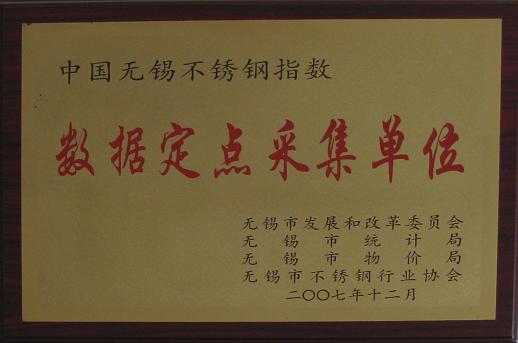 中国无锡不锈钢指数
数据定点采集单位
无锡市发展和改革委员会
无锡市统计局
无锡市物价局
无锡市不锈钢行业协会
二〇〇七年十二月